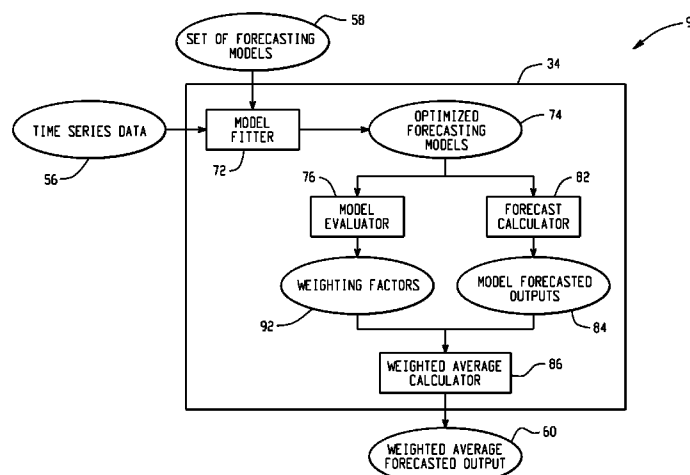 58
9
SET OF FORECASTING
MODELS
34
TIME SERIES DATA
56
MODEL
FITTER
72
OPTIMIZED
FORECASTING
MODELS
74
76
MODEL
EVALUATOR
82
FORECAST
CALCULATOR
WEIGHTING FACTORS
92
MODEL FORECASTED
OUTPUTS
84
WEIGHTED AVERAGE
CALCULATOR
86
60
WEIGHTED AVERAGE
FORECASTED OUTPUT